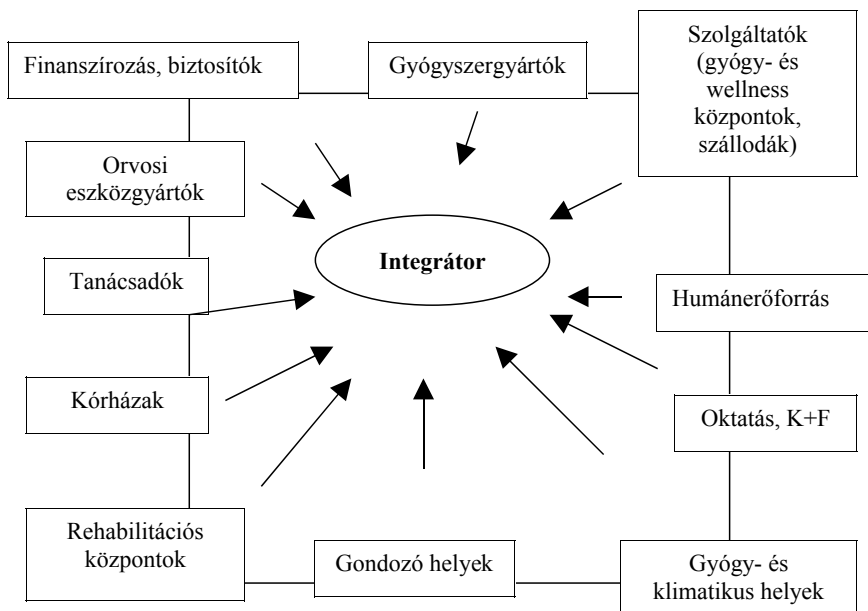 Finanszírozás, biztosítók
Gyógyszergyártók
Szolgáltatók
(gyógy- és
wellness
központok,
szállodák)
Orvosi
eszközgyártók
Integrátor
Tanácsadók
Humánerőforrás
Kórházak
Oktatás, K+F
Rehabilitációs
központok
Gondozó helyek
Gyógy- és
klimatikus helyek